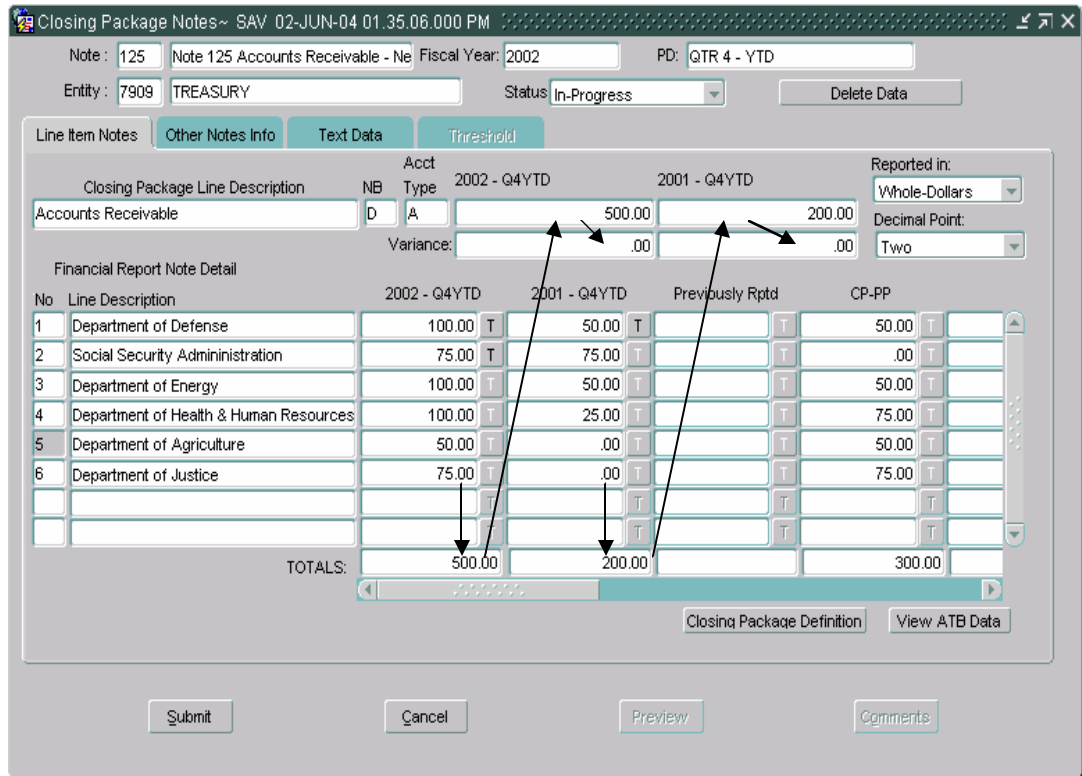 Closing Package Notes~ SAV 02-JUN-04 01.35.06.000 PM
Note : 125 Note 125 Accounts Receivable - Ne Fiscal Year: 2002 PD: QTR 4 - YTD
Entity : 7909 TREASURY Status In-Progress Delete Data
Line Item Notes Other Notes Info Text Data Threshold
Closing Package Line Description NB Acct Type 2002 - Q4YTD 2001 - Q4YTD Reported in:
Whole-Dollars
Accounts Receivable D A 500.00 200.00 Decimal Point:
Variance: .00 .00 Two
Financial Report Note Detail
No Line Description 2002 - Q4YTD 2001 - Q4YTD Previously Rptd CP-PP
1 Department of Defense 100.00 T 50.00 T T 50.00 T
2 Social Security Admininistration 75.00 T 75.00 T T .00 T
3 Department of Energy 100.00 T 50.00 T T 50.00 T
4 Department of Health & Human Resources 100.00 T 25.00 T T 75.00 T
5 Department of Agriculture 50.00 T .00 T T 50.00 T
6 Department of Justice 75.00 T .00 T T 75.00 T
T T T T
T T T T
TOTALS: 500.00 200.00 300.00
Closing Package Definition View ATB Data
Submit Cancel Preview Comments